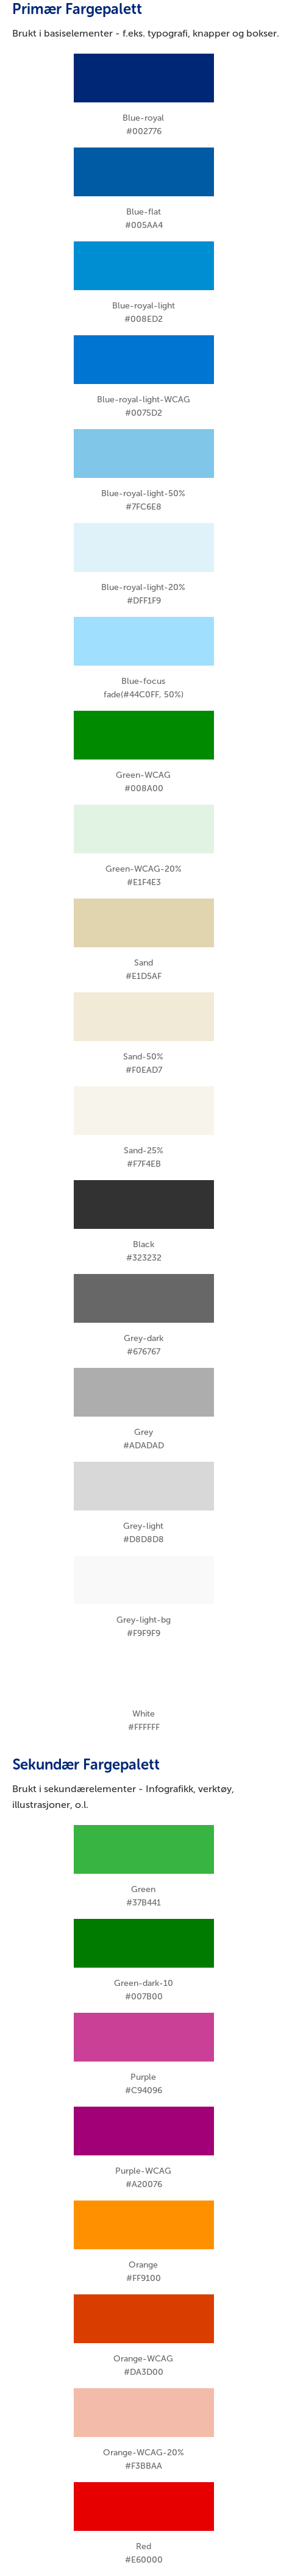 Primær Fargepalett
Brukt i basiselementer - f.eks. typografi, knapper og bokser.
Blue-royal
#002776
Blue-flat
#005AA4
Blue-royal-light
#008ED2
Blue-royal-light-WCAG
#0075D2
Blue-royal-light-50%
#7FC6E8
Blue-royal-light-20%
#DFF1F9
Blue-focus
fade(#44C0FF, 50%)
Green-WCAG
#008A00
Green-WCAG-20%
#E1F4E3
Sand
#E1D5AF
Sand-50%
#F0EAD7
Sand-25%
#F7F4EB
Black
#323232
Grey-dark
#676767
Grey
#ADADAD
Grey-light
#D8D8D8
Grey-light-bg
#F9F9F9
White
#FFFFFF
Sekundær Fargepalett
Brukt i sekundærelementer - Infografikk, verktøy,
illustrasjoner, o.l.
Green
#37B441
Green-dark-10
#007B00
Purple
#C94096
Purple-WCAG
#A20076
Orange
#FF9100
Orange-WCAG
#DA3D00
Orange-WCAG-20%
#F3BBAA
Red
#E60000